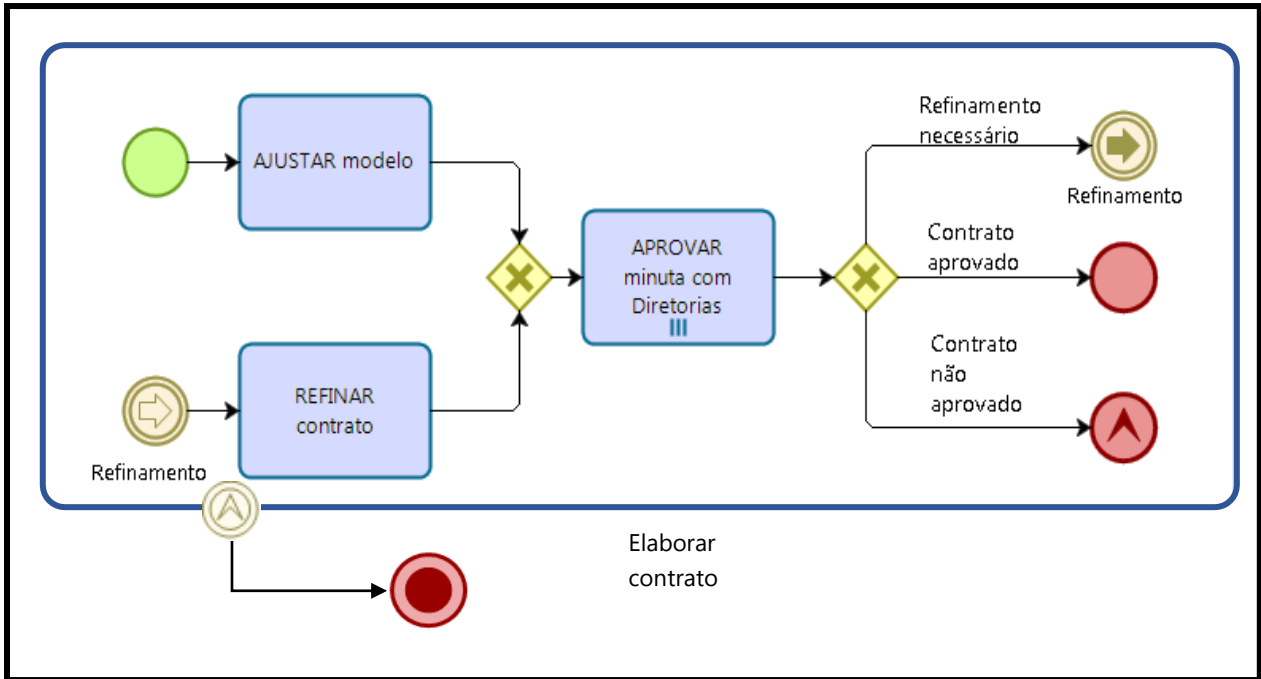 AJUSTAR modelo
REFINAR
contrato
Refinamento
APROVAR
minuta com
Diretorias
Refinamento
necessário
Refinamento
Contrato
aprovado
Contrato
não
aprovado
Elaborar
contrato